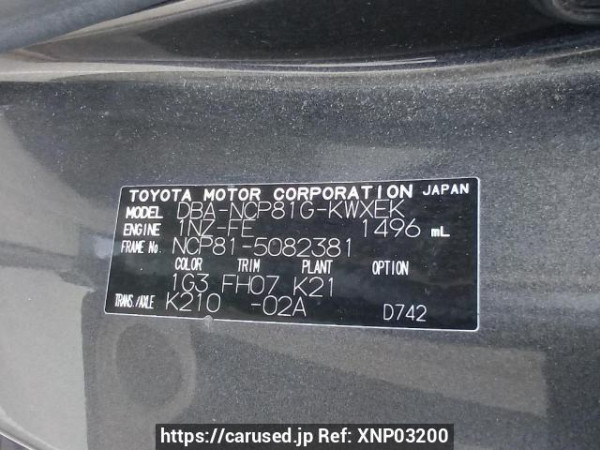 TOYOTA MOTOR CORPORATION JAPAN
MODEL DBA-NCP81G-KWXEK
ENGINE 1NZ-FE 1496 mL
FRAME No. NCP81-5082381
COLOR TRIM PLANT OPTION
1G3 FH07 K21
TRANS./AXLE K210 -02A D742
https://carused.jp Ref: XNP03200